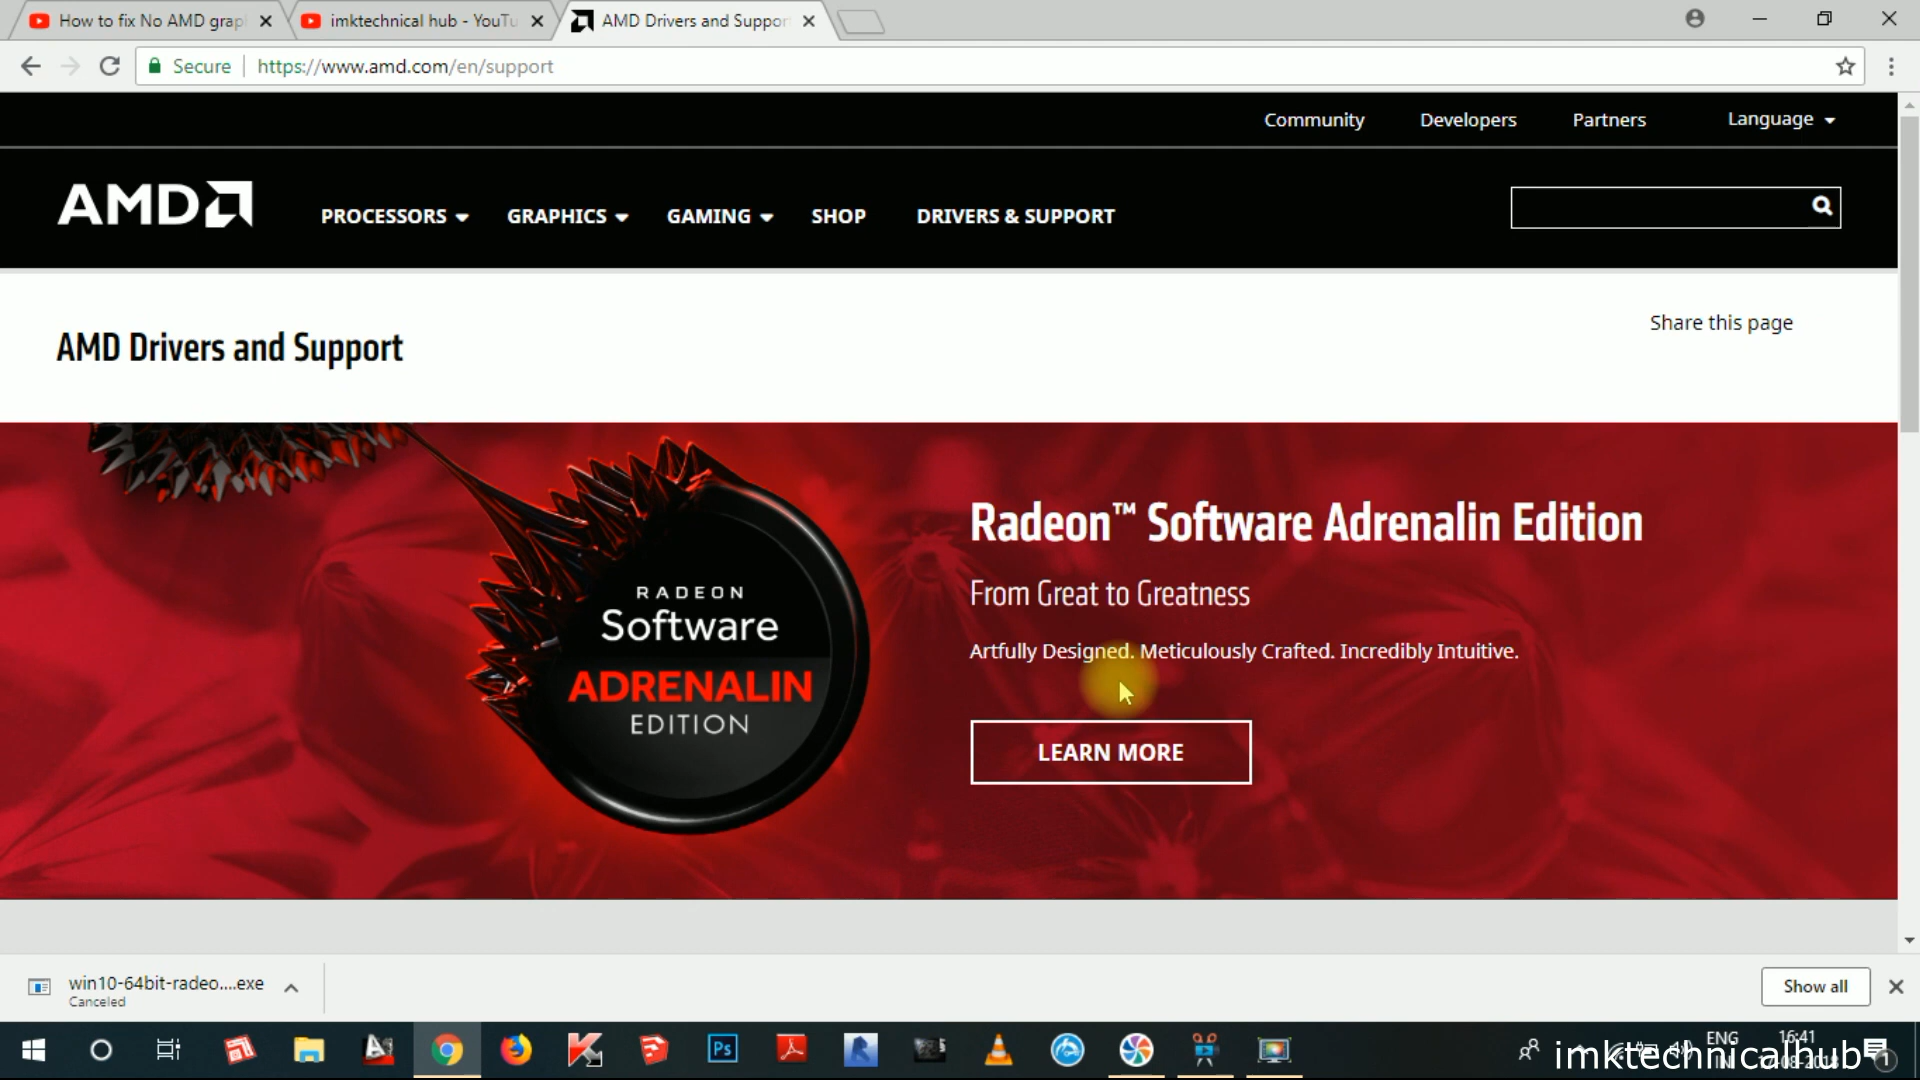 How to fix No AMD grap
imktechnical hub - YouTu
AMD Drivers and Suppor
Secure
https://www.amd.com/en/support
Community
Developers
Partners
Language
AMD
PROCESSORS
GRAPHICS
GAMING
SHOP
DRIVERS & SUPPORT
AMD Drivers and Support
Share this page
RADEON
Software
ADRENALIN
EDITION
Radeon™ Software Adrenalin Edition
From Great to Greatness
Artfully Designed. Meticulously Crafted. Incredibly Intuitive.
LEARN MORE
win10-64bit-radeo....exe
Canceled
Show all
Ps
R
ENG
IN
16:41
imktechnicalhub
1